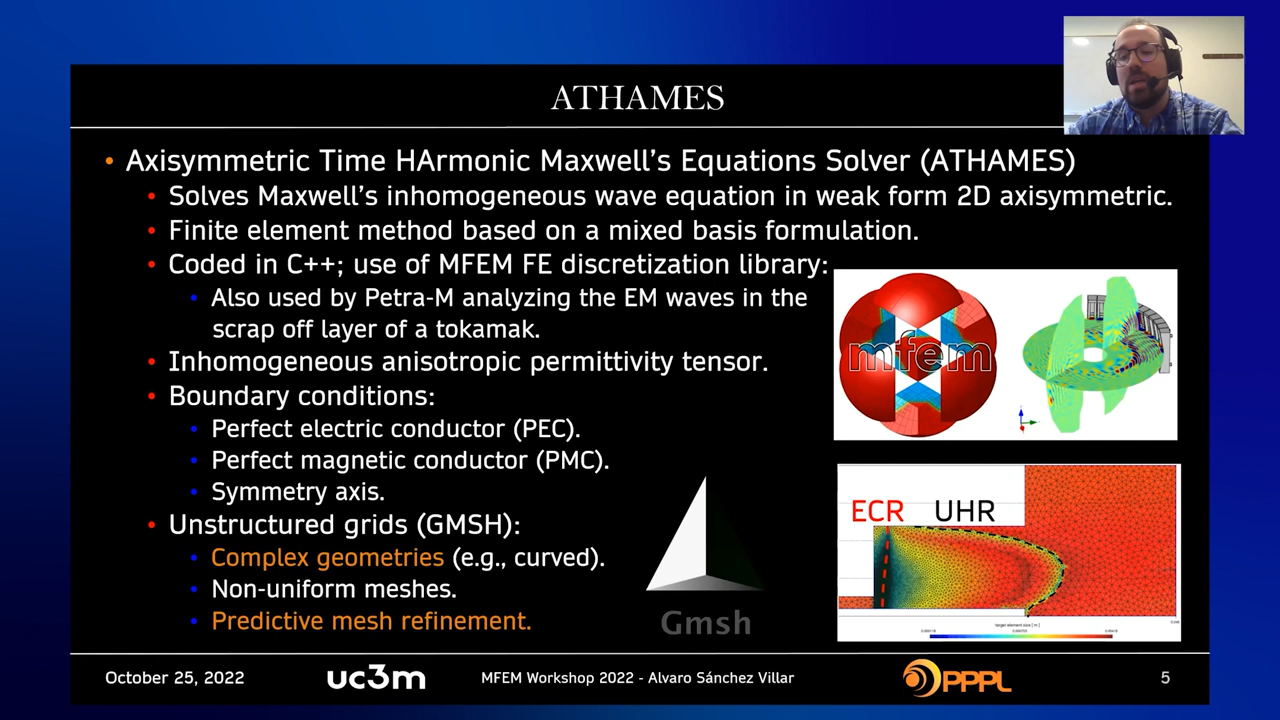 ATHAMES
• Axisymmetric Time HArmonic Maxwell's Equations Solver (ATHAMES)
• Solves Maxwell's inhomogeneous wave equation in weak form 2D axisymmetric.
• Finite element method based on a mixed basis formulation.
• Coded in C++; use of MFEM FE discretization library:
• Also used by Petra-M analyzing the EM waves in the
scrap off layer of a tokamak.
• Inhomogeneous anisotropic permittivity tensor.
• Boundary conditions:
• Perfect electric conductor (PEC).
• Perfect magnetic conductor (PMC).
• Symmetry axis.
• Unstructured grids (GMSH):
• Complex geometries (e.g., curved).
• Non-uniform meshes.
• Predictive mesh refinement.
mfem
ECR UHR
target element size [ m ]
Gmsh
October 25, 2022
uc3m
MFEM Workshop 2022 - Alvaro Sánchez Villar
PPPL
5